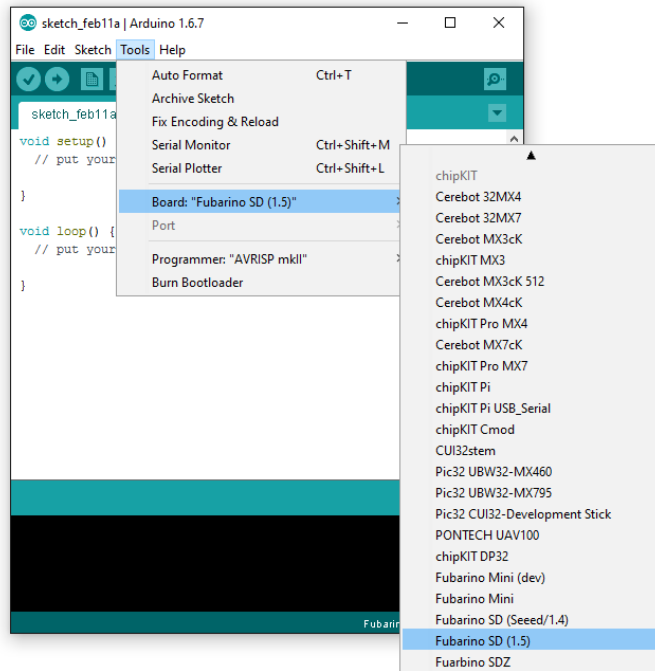 sketch_feb11a | Arduino 1.6.7
File Edit Sketch Tools Help
sketch_feb11a
void setup()
// put your
}
void loop() {
// put your
}
Auto Format Ctrl+T
Archive Sketch
Fix Encoding & Reload
Serial Monitor Ctrl+Shift+M
Serial Plotter Ctrl+Shift+L
Board: "Fubarino SD (1.5)"
Port
Programmer: "AVRISP mkII"
Burn Bootloader
chipKIT
Cerebot 32MX4
Cerebot 32MX7
Cerebot MX3cK
chipKIT MX3
Cerebot MX3cK 512
Cerebot MX4cK
chipKIT Pro MX4
Cerebot MX7cK
chipKIT Pro MX7
chipKIT Pi
chipKIT Pi USB_Serial
chipKIT Cmod
CUI32stem
Pic32 UBW32-MX460
Pic32 UBW32-MX795
Pic32 CUI32-Development Stick
PONTECH UAV100
chipKIT DP32
Fubarino Mini (dev)
Fubarino Mini
Fubarino SD (Seeed/1.4)
Fubarino SD (1.5)
Fuarbino SDZ
Fubarin